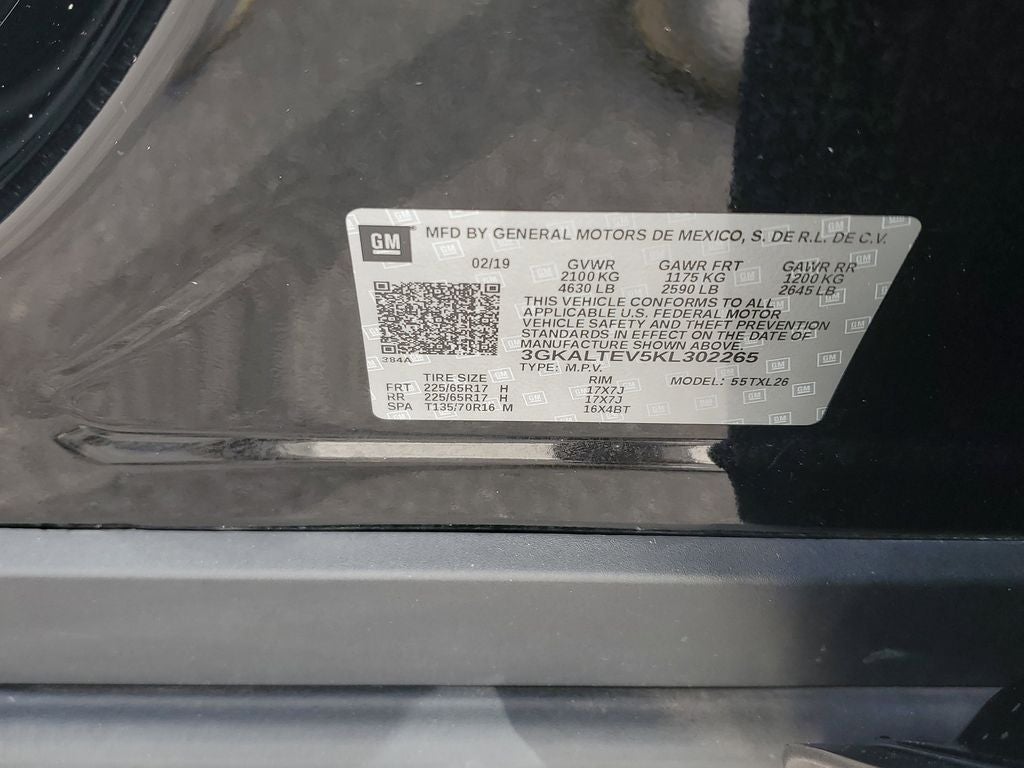 GM ® MFD BY GENERAL MOTORS DE MEXICO, S. DE R.L. DE C.V.
02/19 GVWR GAWR FRT GAWR RR
2100 KG 1175 KG 1200 KG
4630 LB 2590 LB 2645 LB
THIS VEHICLE CONFORMS TO ALL
APPLICABLE U.S. FEDERAL MOTOR
VEHICLE SAFETY AND THEFT PREVENTION
STANDARDS IN EFFECT ON THE DATE OF
MANUFACTURE SHOWN ABOVE.
384A 3GKALTEV5KL302265
TYPE: M.P.V.
TIRE SIZE RIM MODEL: 55TXL26
FRT 225/65R17 H 17X7J
RR 225/65R17 H 17X7J
SPA T135/70R16 M 16X4BT